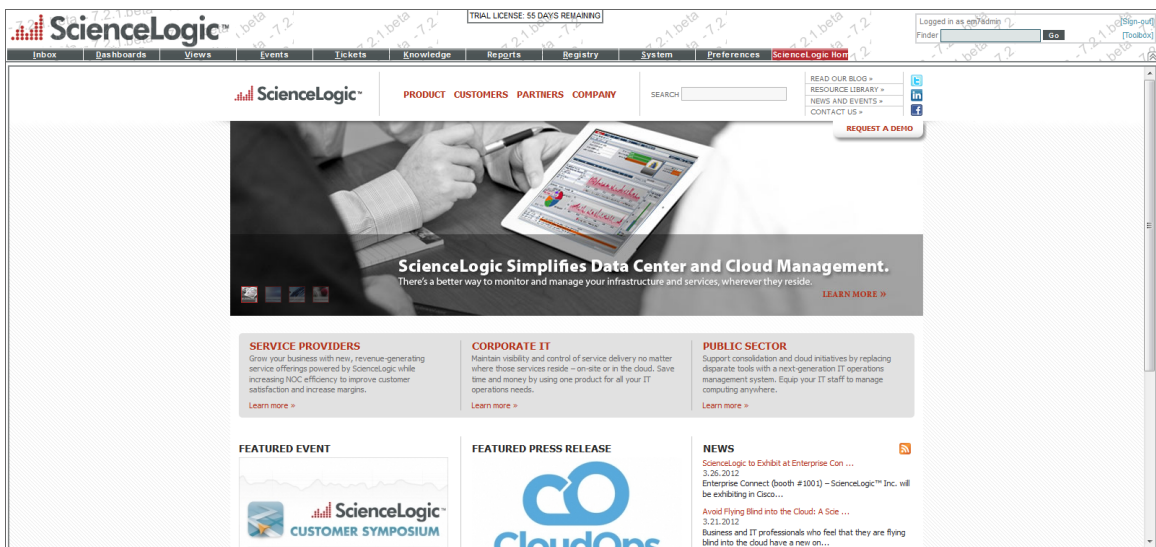 ScienceLogic™
7.2.1.beta
TRIAL LICENSE: 55 DAYS REMAINING
Logged in as em7admin
[Sign-out]
Finder
Go
[Toolbox]
Inbox
Dashboards
Views
Events
Tickets
Knowledge
Reports
Registry
System
Preferences
ScienceLogic Hom
ScienceLogic™
PRODUCT CUSTOMERS PARTNERS COMPANY
SEARCH
READ OUR BLOG »
RESOURCE LIBRARY »
NEWS AND EVENTS »
CONTACT US »
REQUEST A DEMO
ScienceLogic Simplifies Data Center and Cloud Management.
There's a better way to monitor and manage your infrastructure and services, wherever they reside.
LEARN MORE »
SERVICE PROVIDERS
Grow your business with new, revenue-generating
service offerings powered by ScienceLogic while
increasing NOC efficiency to improve customer
satisfaction and increase margins.
Learn more »
CORPORATE IT
Maintain visibility and control of service delivery no matter
where those services reside – on-site or in the cloud. Save
time and money by using one product for all your IT
operations needs.
Learn more »
PUBLIC SECTOR
Support consolidation and cloud initiatives by replacing
disparate tools with a next-generation IT operations
management system. Equip your IT staff to manage
computing anywhere.
Learn more »
FEATURED EVENT
ScienceLogic™
CUSTOMER SYMPOSIUM
FEATURED PRESS RELEASE
CloudOps
NEWS
ScienceLogic to Exhibit at Enterprise Con ...
3.26.2012
Enterprise Connect (booth #1001) – ScienceLogic™ Inc. will
be exhibiting in Cisco...
Avoid Flying Blind into the Cloud: A Scie ...
3.21.2012
Business and IT professionals who feel that they are flying
blind into the cloud have a new on...